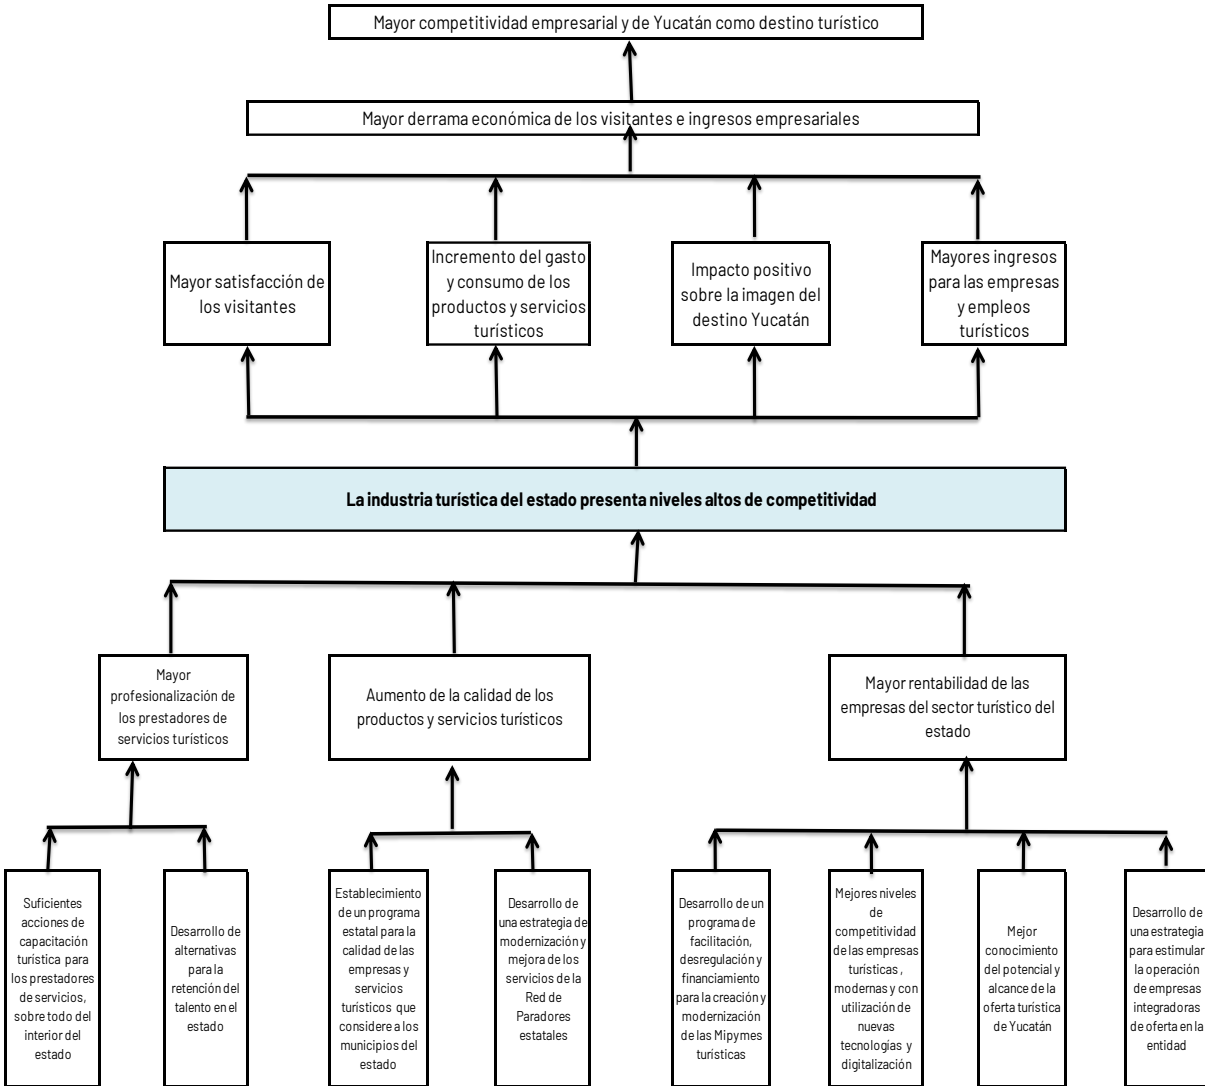 Mayor competitividad empresarial y de Yucatán como destino turístico
Mayor derrama económica de los visitantes e ingresos empresariales
Mayor satisfacción de
los visitantes
Incremento del gasto
y consumo de los
productos y servicios
turísticos
Impacto positivo
sobre la imagen del
destino Yucatán
Mayores ingresos
para las empresas
y empleos
turísticos
La industria turística del estado presenta niveles altos de competitividad
Mayor
profesionalización de
los prestadores de
servicios turísticos
Aumento de la calidad de los
productos y servicios turísticos
Mayor rentabilidad de las
empresas del sector turístico del
estado
Suficientes
acciones de
capacitación
turística para
los prestadores
de servicios,
sobre todo del
interior del
estado
Desarrollo de
alternativas
para la
retención del
talento en el
estado
Establecimiento
de un programa
estatal para la
calidad de las
empresas y
servicios
turísticos que
considere a los
municipios del
estado
Desarrollo de
una estrategia de
modernización y
mejora de los
servicios de la
Red de
Paradores
estatales
Desarrollo de un
programa de
facilitación,
desregulación y
financiamiento
para la creación y
modernización
de las Mipymes
turísticas
Mejores niveles
de
competitividad
de las empresas
turísticas ,
modernas y con
utilización de
nuevas
tecnologías y
digitalización
Mejor
conocimiento
del potencial y
alcance de la
oferta turística
de Yucatán
Desarrollo de
una estrategia
para estimular
la operación
de empresas
integradoras
de oferta en la
entidad